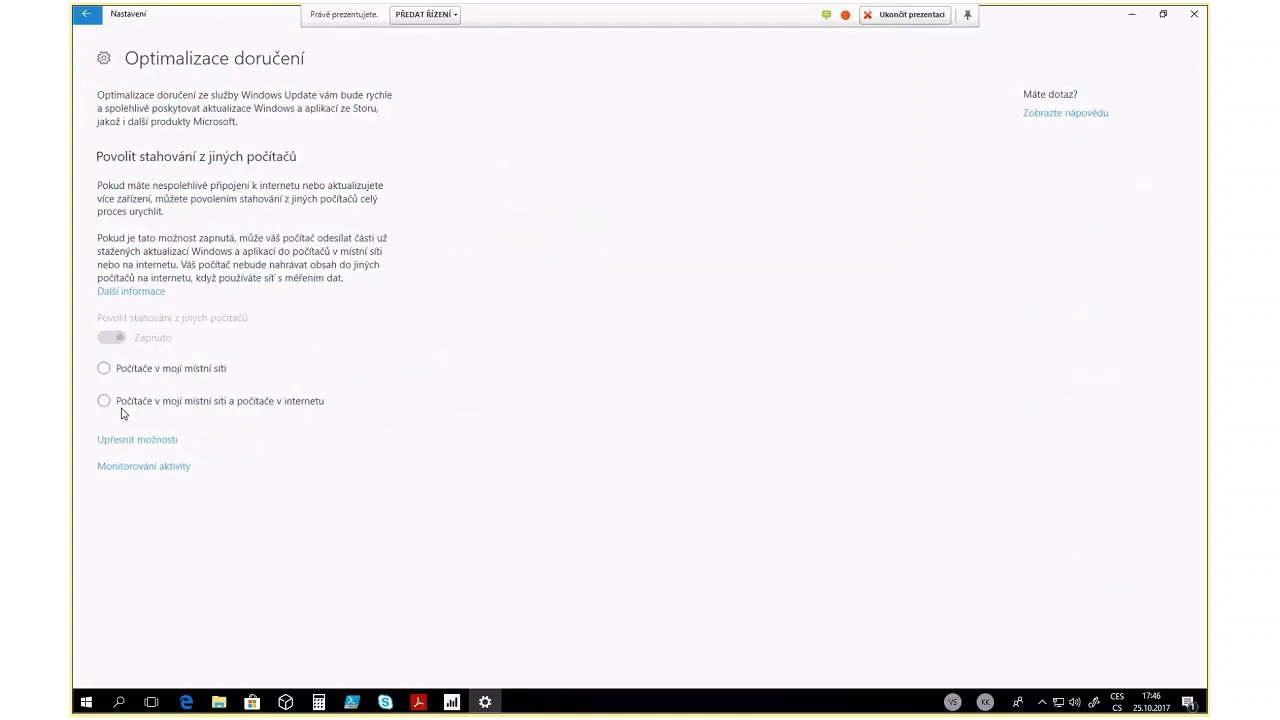 Nastavení
Právě prezentujete.
PŘEDAT ŘÍZENÍ
Ukončit prezentaci
Optimalizace doručení
Optimalizace doručení ze služby Windows Update vám bude rychle
a spolehlivě poskytovat aktualizace Windows a aplikací ze Storu,
jakož i další produkty Microsoft.
Máte dotaz?
Zobrazte nápovědu
Povolit stahování z jiných počítačů
Pokud máte nespolehlivé připojení k internetu nebo aktualizujete
více zařízení, můžete povolením stahování z jiných počítačů celý
proces urychlit.
Pokud je tato možnost zapnutá, může váš počítač odesílat části už
stažených aktualizací Windows a aplikací do počítačů v místní síti
nebo na internetu. Váš počítač nebude nahrávat obsah do jiných
počítačů na internetu, když používáte síť s měřením dat.
Další informace
Povolit stahování z jiných počítačů
Zapnuto
Počítače v mojí místní síti
Počítače v mojí místní síti a počítače v internetu
Upřesnit možnosti
Monitorování aktivity
VS
KK
CES
CS
17:46
25.10.2017
1